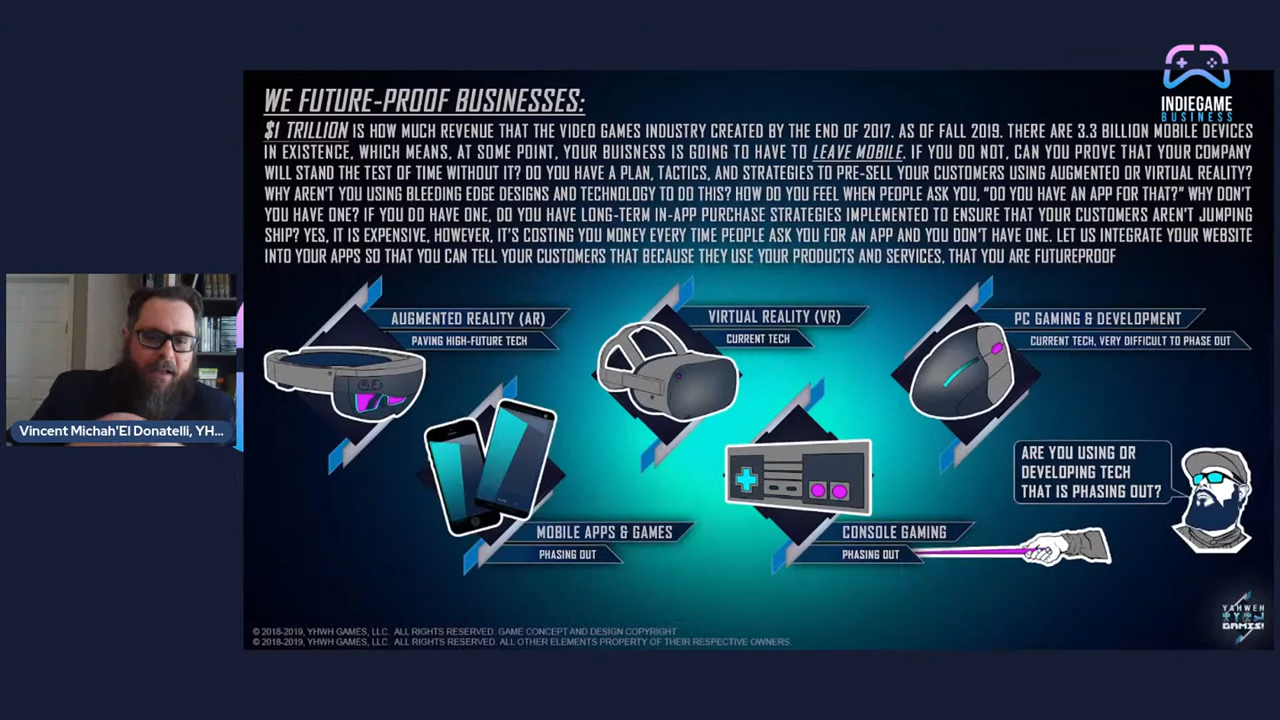 INDIEGAME
BUSINESS
WE FUTURE-PROOF BUSINESSES:
$1 TRILLION IS HOW MUCH REVENUE THAT THE VIDEO GAMES INDUSTRY CREATED BY THE END OF 2017. AS OF FALL 2019. THERE ARE 3.3 BILLION MOBILE DEVICES
IN EXISTENCE, WHICH MEANS, AT SOME POINT, YOUR BUISNESS IS GOING TO HAVE TO LEAVE MOBILE. IF YOU DO NOT, CAN YOU PROVE THAT YOUR COMPANY
WILL STAND THE TEST OF TIME WITHOUT IT? DO YOU HAVE A PLAN, TACTICS, AND STRATEGIES TO PRE-SELL YOUR CUSTOMERS USING AUGMENTED OR VIRTUAL REALITY?
WHY AREN'T YOU USING BLEEDING EDGE DESIGNS AND TECHNOLOGY TO DO THIS? HOW DO YOU FEEL WHEN PEOPLE ASK YOU, "DO YOU HAVE AN APP FOR THAT?" WHY DON'T
YOU HAVE ONE? IF YOU DO HAVE ONE, DO YOU HAVE LONG-TERM IN-APP PURCHASE STRATEGIES IMPLEMENTED TO ENSURE THAT YOUR CUSTOMERS AREN'T JUMPING
SHIP? YES, IT IS EXPENSIVE, HOWEVER, IT'S COSTING YOU MONEY EVERY TIME PEOPLE ASK YOU FOR AN APP AND YOU DON'T HAVE ONE. LET US INTEGRATE YOUR WEBSITE
INTO YOUR APPS SO THAT YOU CAN TELL YOUR CUSTOMERS THAT BECAUSE THEY USE YOUR PRODUCTS AND SERVICES, THAT YOU ARE FUTUREPROOF
AUGMENTED REALITY (AR)
PAVING HIGH-FUTURE TECH
VIRTUAL REALITY (VR)
CURRENT TECH
PC GAMING & DEVELOPMENT
CURRENT TECH, VERY DIFFICULT TO PHASE OUT
Vincent Michah'El Donatelli, YH...
ARE YOU USING OR
DEVELOPING TECH
THAT IS PHASING OUT?
MOBILE APPS & GAMES
PHASING OUT
CONSOLE GAMING
PHASING OUT
YAHWEH
GAMES!
© 2018-2019, YHWH GAMES, LLC. ALL RIGHTS RESERVED. GAME CONCEPT AND DESIGN COPYRIGHT
© 2018-2019, YHWH GAMES, LLC. ALL RIGHTS RESERVED. ALL OTHER ELEMENTS PROPERTY OF THEIR RESPECTIVE OWNERS.